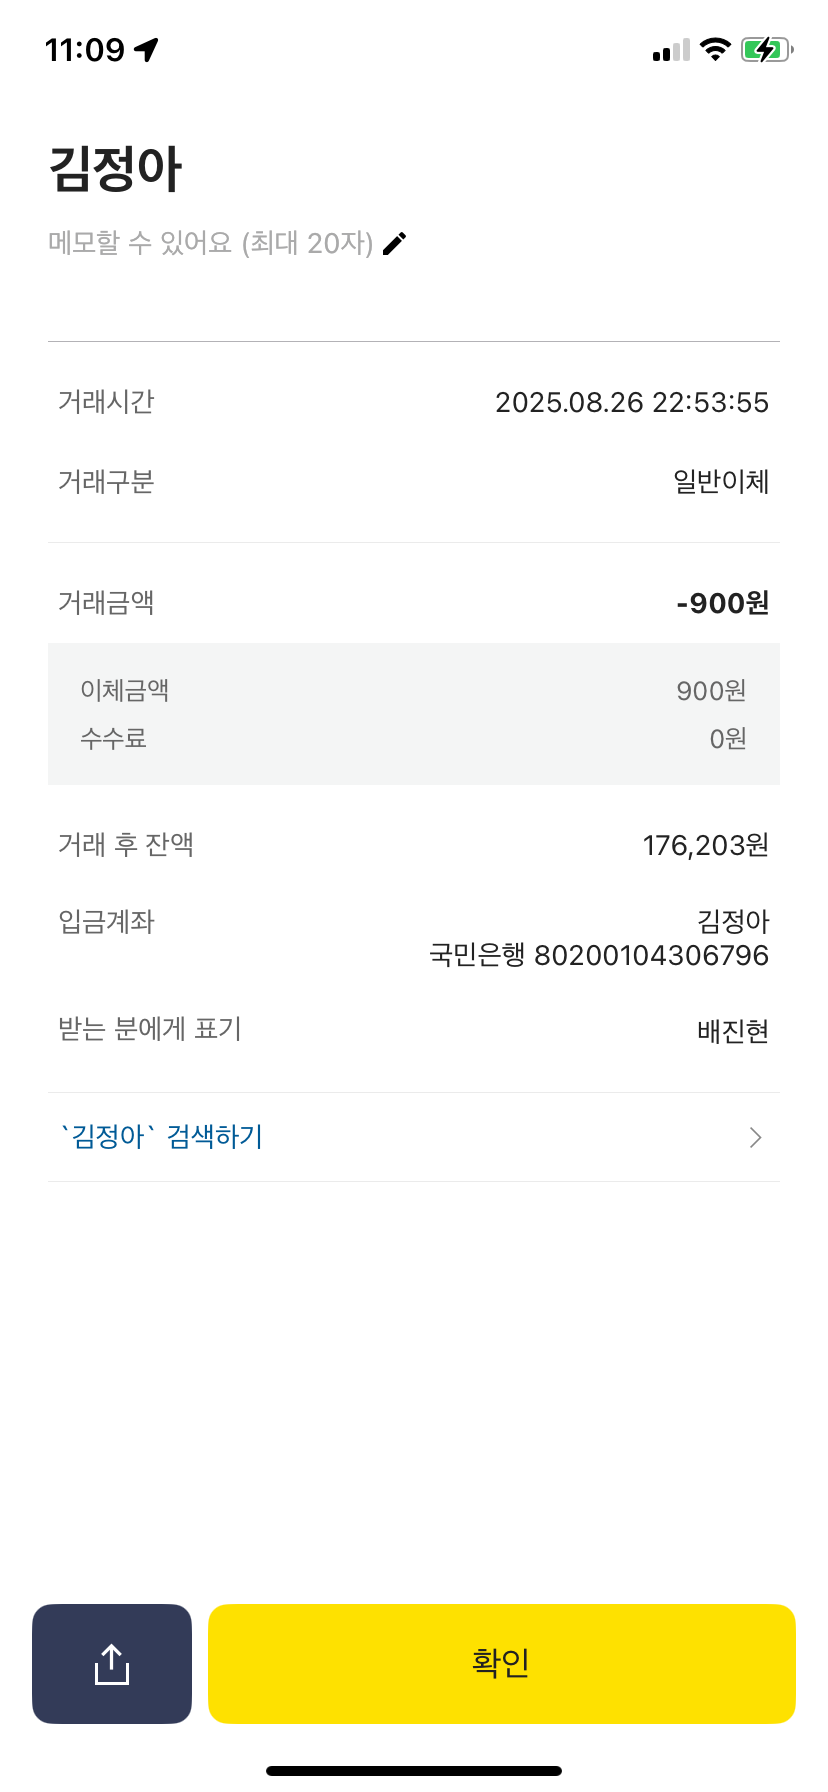 11:09
김정아
메모할 수 있어요 (최대 20자)
거래시간 2025.08.26 22:53:55
거래구분 일반이체
거래금액 -900원
이체금액 900원
수수료 0원
거래 후 잔액 176,203원
입금계좌 김정아
국민은행 80200104306796
받는 분에게 표기 배진현
`김정아` 검색하기
확인